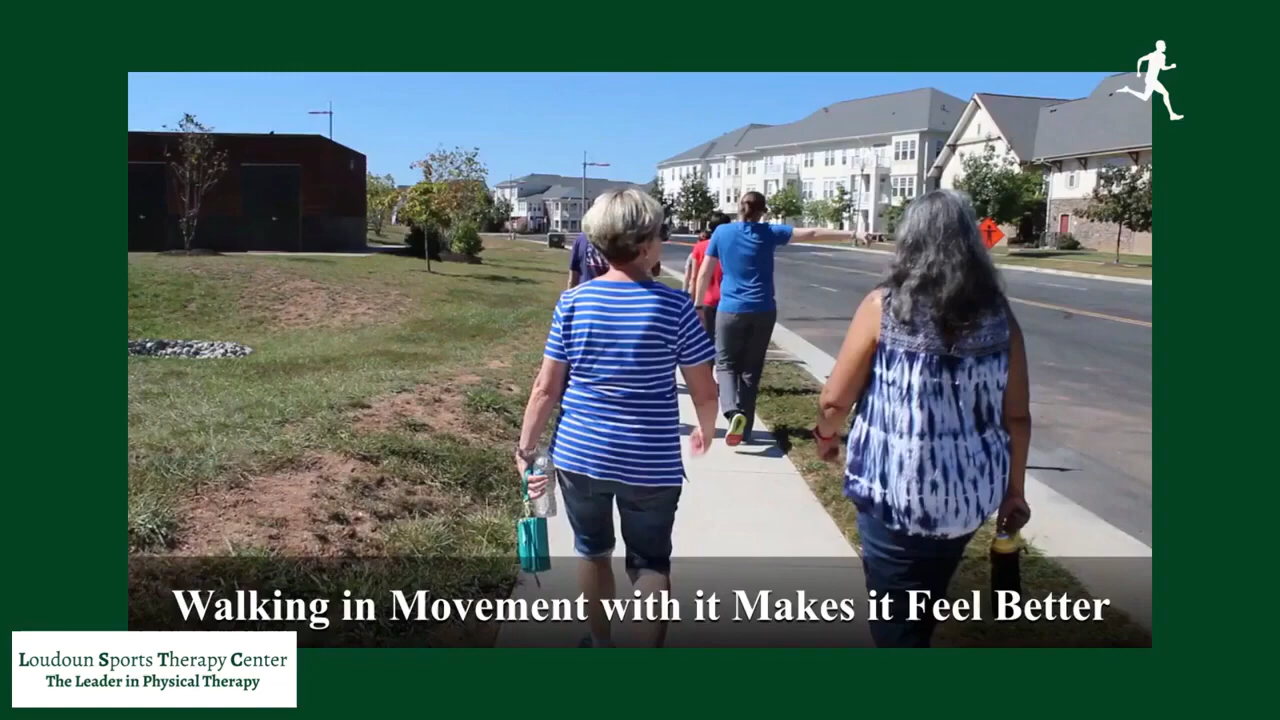 Walking in Movement with it Makes it Feel Better
Loudoun Sports Therapy Center
The Leader in Physical Therapy